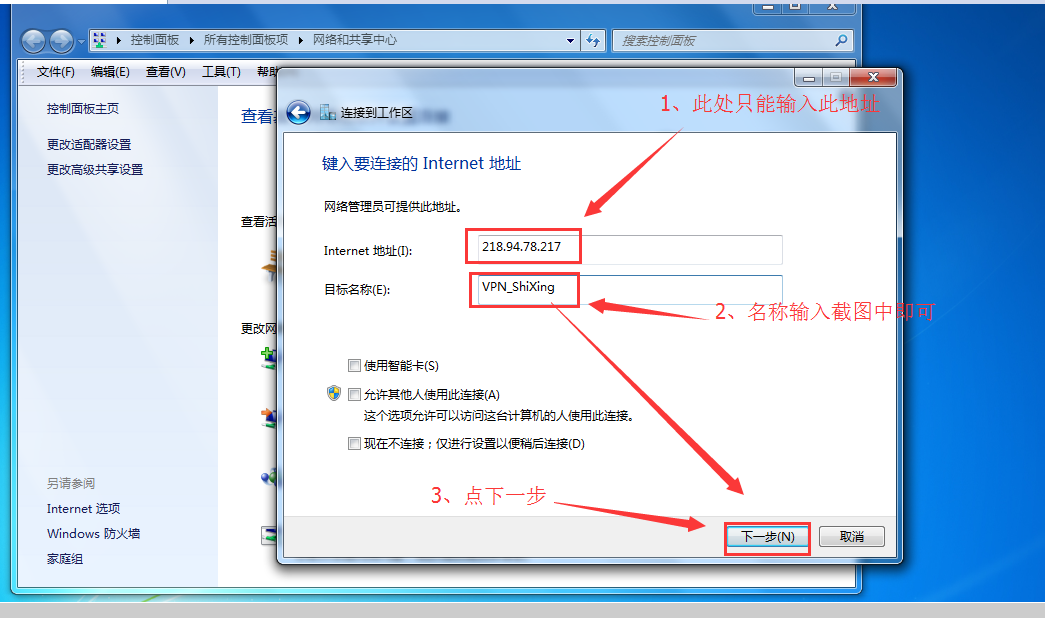 控制面板 ▸ 所有控制面板项 ▸ 网络和共享中心
搜索控制面板
文件(F) 编辑(E) 查看(V) 工具(T) 帮助
控制面板主页
更改适配器设置
更改高级共享设置
查看
查看活
更改网
另请参阅
Internet 选项
Windows 防火墙
家庭组
连接到工作区
1、此处只能输入此地址
键入要连接的 Internet 地址
网络管理员可提供此地址。
Internet 地址(I):
218.94.78.217
目标名称(E):
VPN_ShiXing
2、名称输入截图中即可
使用智能卡(S)
允许其他人使用此连接(A)
这个选项允许可以访问这台计算机的人使用此连接。
现在不连接；仅进行设置以便稍后连接(D)
3、点下一步
下一步(N)
取消